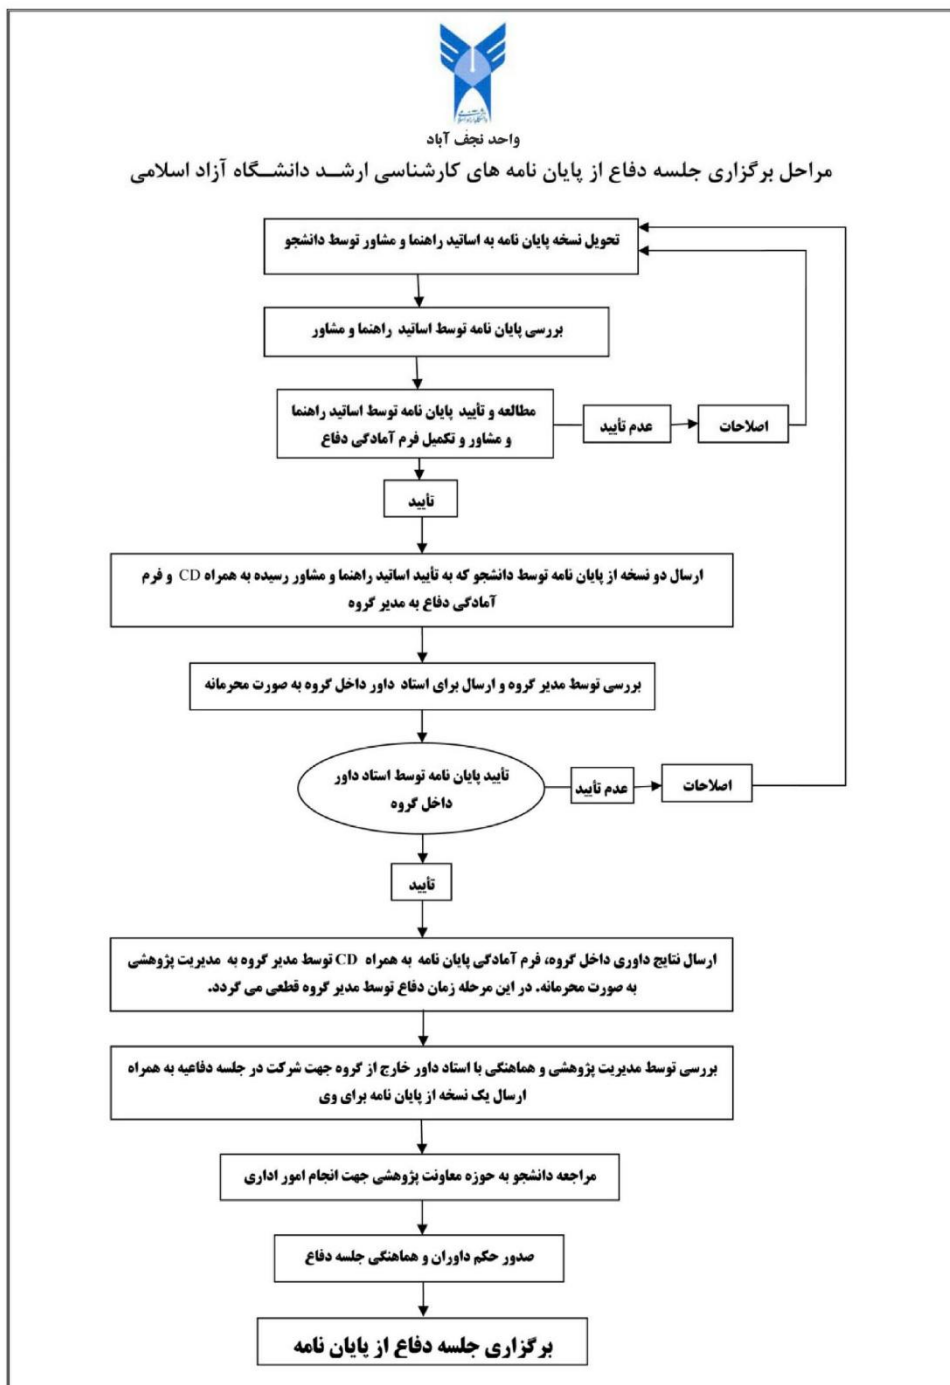 واحد نجف آباد
مراحل برگزاری جلسه دفاع از پایان نامه های کارشناسی ارشــد دانشــگاه آزاد اسلامی
تحویل نسخه پایان نامه به اساتید راهنما و مشاور توسط دانشجو
بررسی پایان نامه توسط اساتید راهنما و مشاور
مطالعه و تأیید پایان نامه توسط اساتید راهنما
و مشاور و تکمیل فرم آمادگی دفاع
عدم تأیید
اصلاحات
تأیید
ارسال دو نسخه از پایان نامه توسط دانشجو که به تأیید اساتید راهنما و مشاور رسیده به همراه CD و فرم
آمادگی دفاع به مدیر گروه
بررسی توسط مدیر گروه و ارسال برای استاد داور داخل گروه به صورت محرمانه
تأیید پایان نامه توسط استاد داور
داخل گروه
عدم تأیید
اصلاحات
تأیید
ارسال نتایج داوری داخل گروه، فرم آمادگی پایان نامه به همراه CD توسط مدیر گروه به مدیریت پژوهشی
به صورت محرمانه. در این مرحله زمان دفاع توسط مدیر گروه قطعی می گردد.
بررسی توسط مدیریت پژوهشی و هماهنگی با استاد داور خارج از گروه جهت شرکت در جلسه دفاعیه به همراه
ارسال یک نسخه از پایان نامه برای وی
مراجعه دانشجو به حوزه معاونت پژوهشی جهت انجام امور اداری
صدور حکم داوران و هماهنگی جلسه دفاع
برگزاری جلسه دفاع از پایان نامه